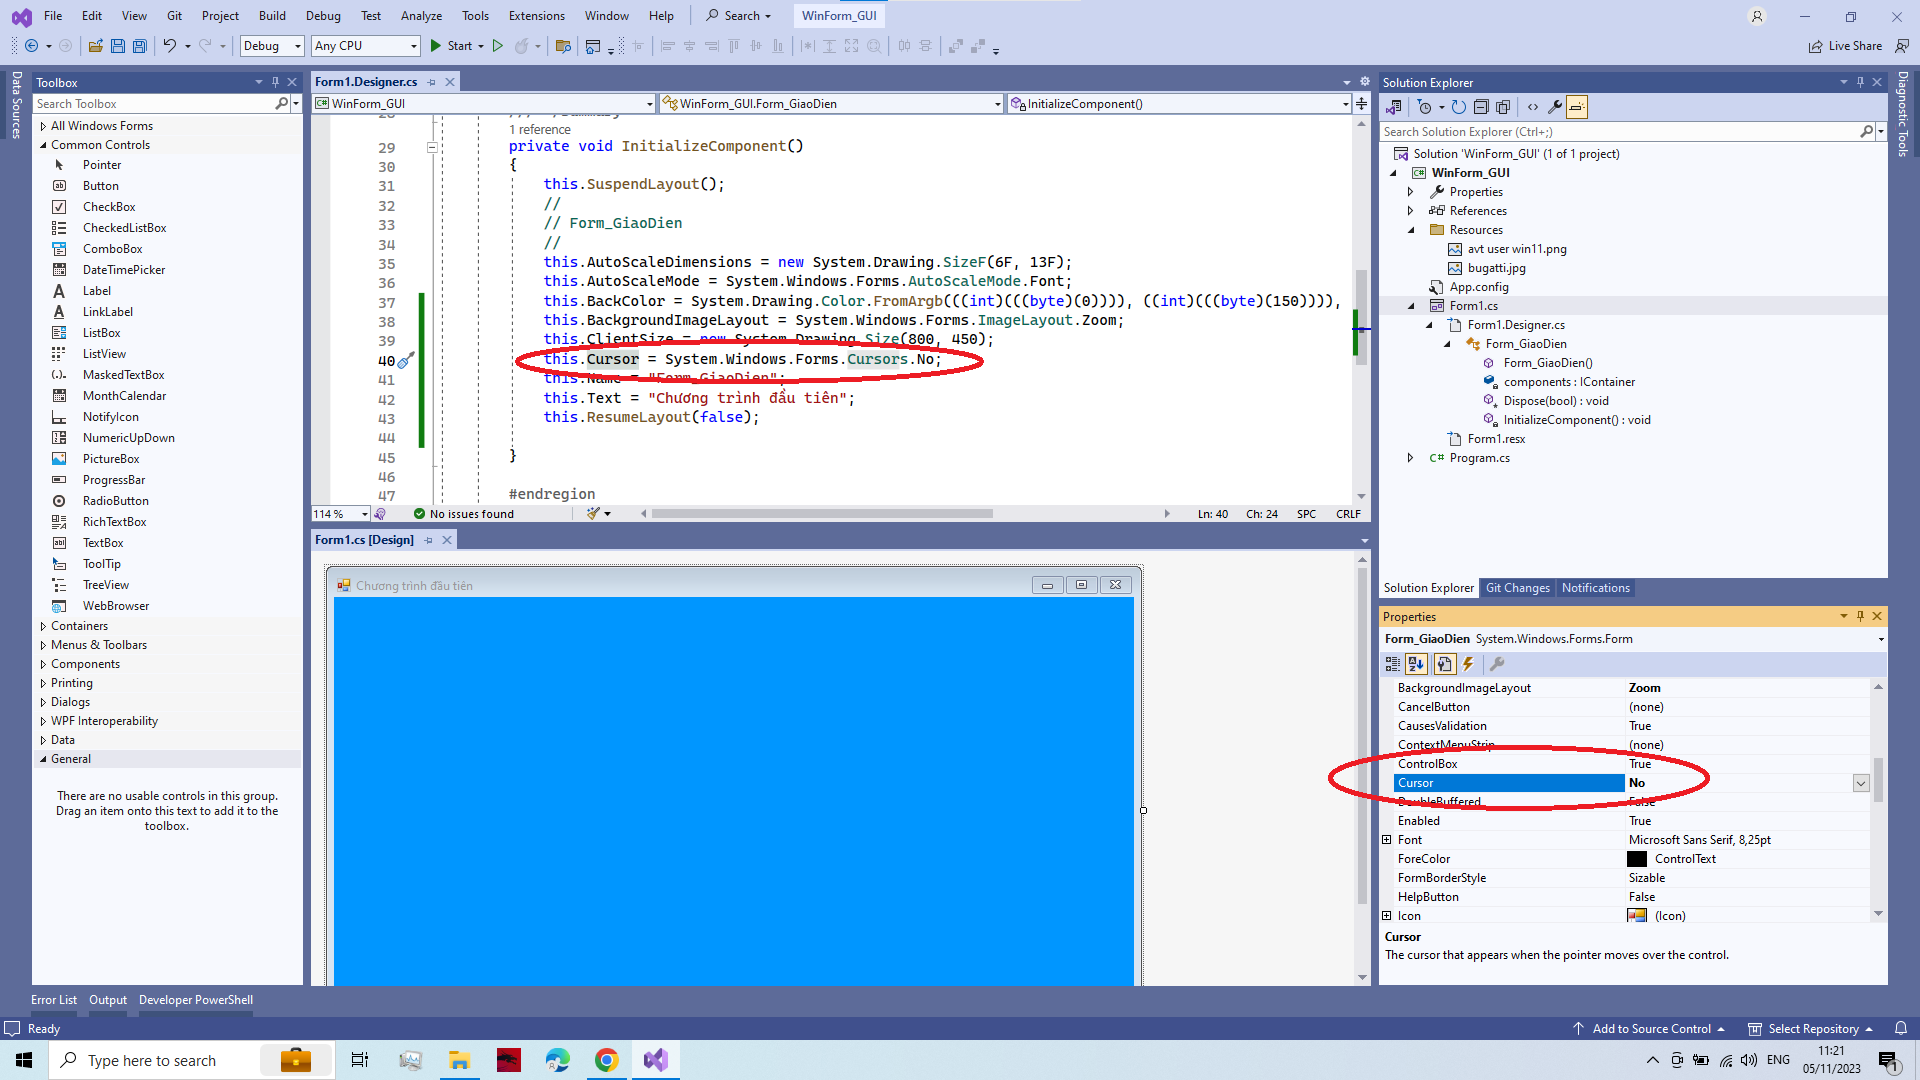 File Edit View Git Project Build Debug Test Analyze Tools Extensions Window Help Search WinForm_GUI
Debug Any CPU Start Live Share
Data Sources
Toolbox
Search Toolbox
All Windows Forms
Common Controls
Pointer
Button
CheckBox
CheckedListBox
ComboBox
DateTimePicker
Label
LinkLabel
ListBox
ListView
MaskedTextBox
MonthCalendar
NotifyIcon
NumericUpDown
PictureBox
ProgressBar
RadioButton
RichTextBox
TextBox
ToolTip
TreeView
WebBrowser
Containers
Menus & Toolbars
Components
Printing
Dialogs
WPF Interoperability
Data
General
There are no usable controls in this group.
Drag an item onto this text to add it to the
toolbox.
Form1.Designer.cs
WinForm_GUI WinForm_GUI.Form_GiaoDien InitializeComponent()
1 reference
29 private void InitializeComponent()
30 {
31 this.SuspendLayout();
32 //
33 // Form_GiaoDien
34 //
35 this.AutoScaleDimensions = new System.Drawing.SizeF(6F, 13F);
36 this.AutoScaleMode = System.Windows.Forms.AutoScaleMode.Font;
37 this.BackColor = System.Drawing.Color.FromArgb(((int)(((byte)(0)))), ((int)(((byte)(150)))),
38 this.BackgroundImageLayout = System.Windows.Forms.ImageLayout.Zoom;
39 this.ClientSize = new System.Drawing.Size(800, 450);
40 this.Cursor = System.Windows.Forms.Cursors.No;
41 this.Name = "Form_GiaoDien";
42 this.Text = "Chương trình đầu tiên";
43 this.ResumeLayout(false);
44
45 }
46
47 #endregion
114 % No issues found Ln: 40 Ch: 24 SPC CRLF
Form1.cs [Design]
Chương trình đầu tiên
Solution Explorer
Search Solution Explorer (Ctrl+;)
Solution 'WinForm_GUI' (1 of 1 project)
WinForm_GUI
Properties
References
Resources
avt user win11.png
bugatti.jpg
App.config
Form1.cs
Form1.Designer.cs
Form_GiaoDien
Form_GiaoDien()
components : IContainer
Dispose(bool) : void
InitializeComponent() : void
Form1.resx
C# Program.cs
Solution Explorer Git Changes Notifications
Diagnostic Tools
Properties
Form_GiaoDien System.Windows.Forms.Form
BackgroundImageLayout Zoom
CancelButton (none)
CausesValidation True
ContextMenuStrip (none)
ControlBox True
Cursor No
DoubleBuffered False
Enabled True
Font Microsoft Sans Serif, 8,25pt
ForeColor ControlText
FormBorderStyle Sizable
HelpButton False
Icon (Icon)
Cursor
The cursor that appears when the pointer moves over the control.
Error List Output Developer PowerShell
Ready Add to Source Control Select Repository
Type here to search ENG 11:21
05/11/2023 1